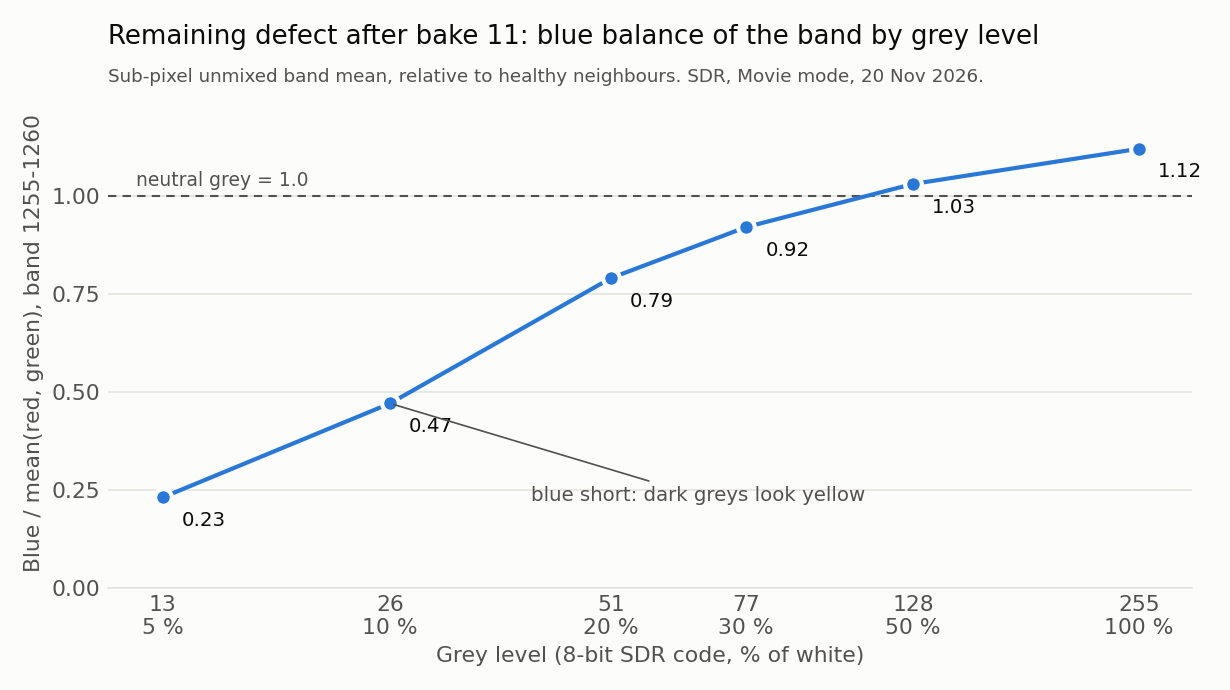 Remaining defect after bake 11: blue balance of the band by grey level
Sub-pixel unmixed band mean, relative to healthy neighbours. SDR, Movie mode, 20 Nov 2026.
Blue / mean(red, green), band 1255-1260
1.00
0.75
0.50
0.25
0.00
neutral grey = 1.0
0.23
0.47
0.79
0.92
1.03
1.12
blue short: dark greys look yellow
13 26 51 77 128 255
5 % 10 % 20 % 30 % 50 % 100 %
Grey level (8-bit SDR code, % of white)